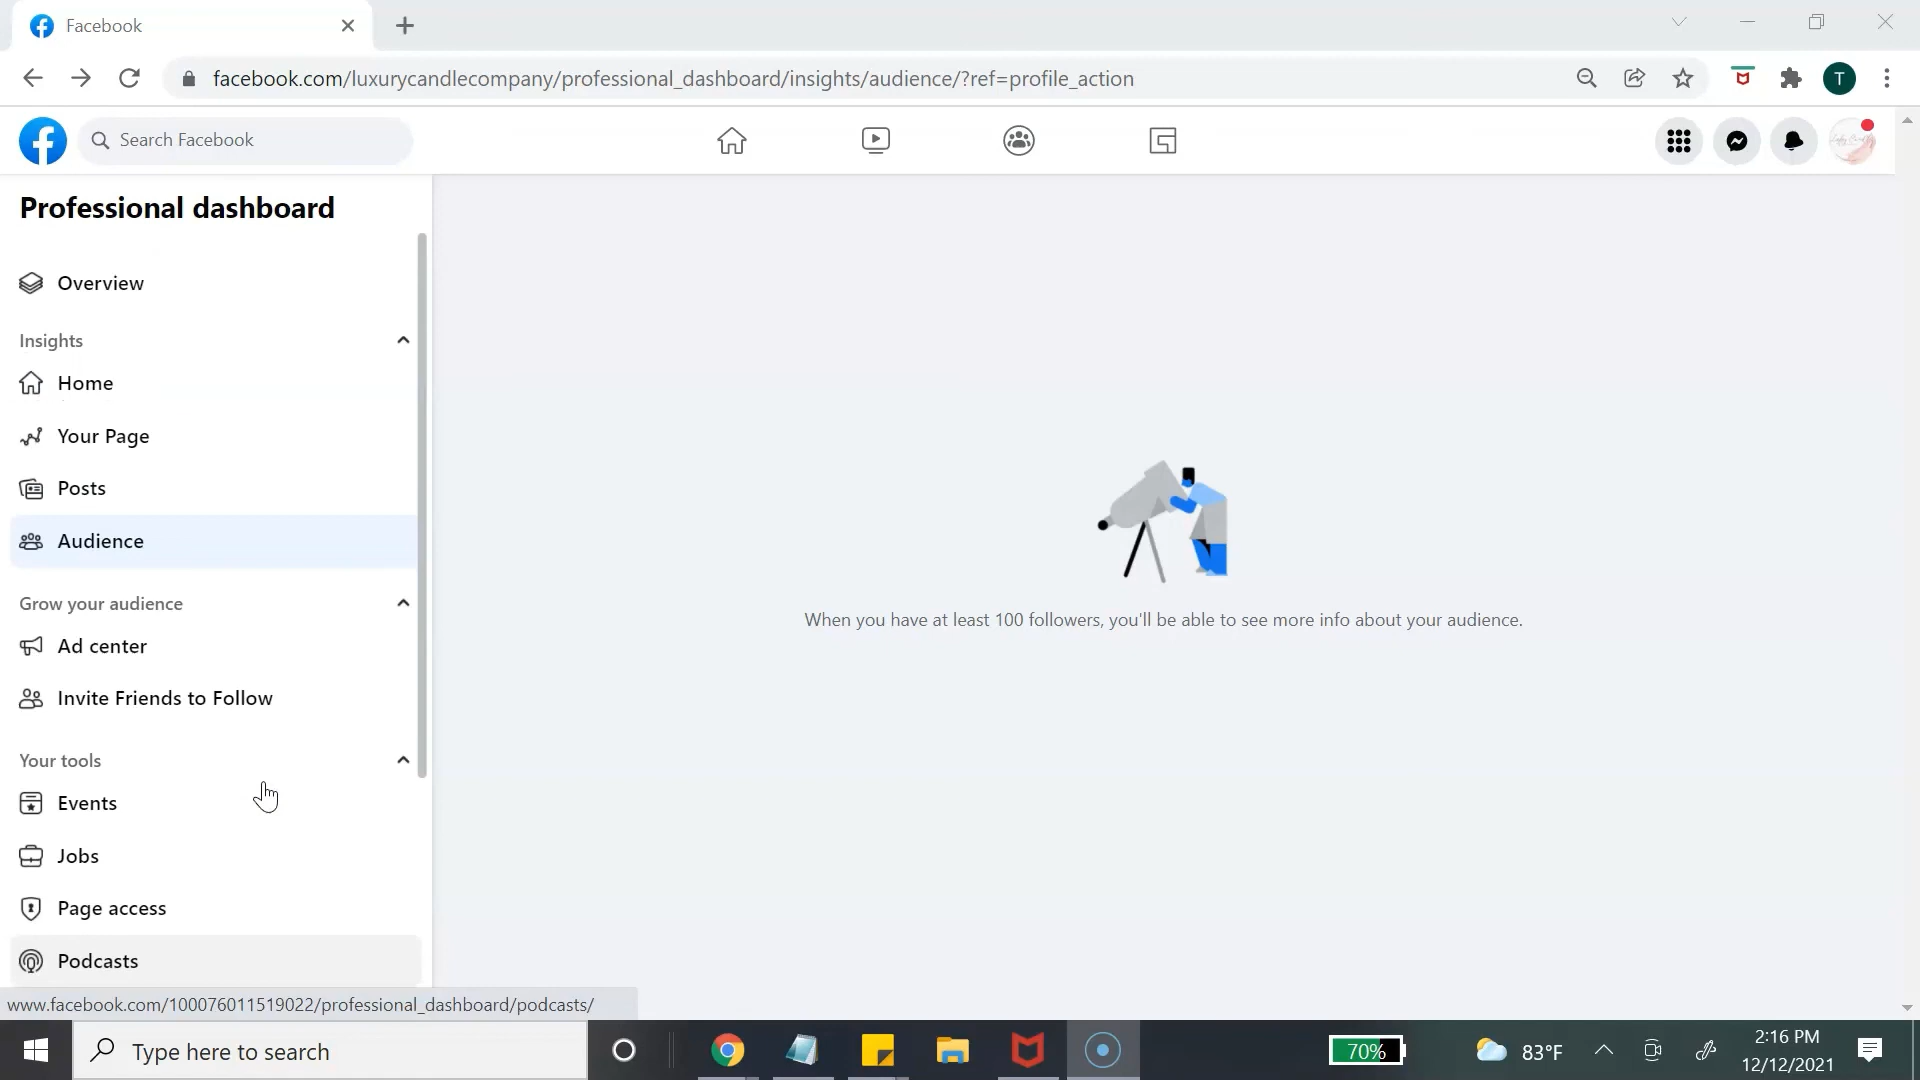 Facebook
facebook.com/luxurycandlecompany/professional_dashboard/insights/audience/?ref=profile_action
T
Search Facebook
Professional dashboard
Overview
Insights
Home
Your Page
Posts
Audience
Grow your audience
Ad center
Invite Friends to Follow
Your tools
Events
Jobs
Page access
Podcasts
When you have at least 100 followers, you'll be able to see more info about your audience.
www.facebook.com/100076011519022/professional_dashboard/podcasts/
Type here to search
70%
83°F
2:16 PM
12/12/2021